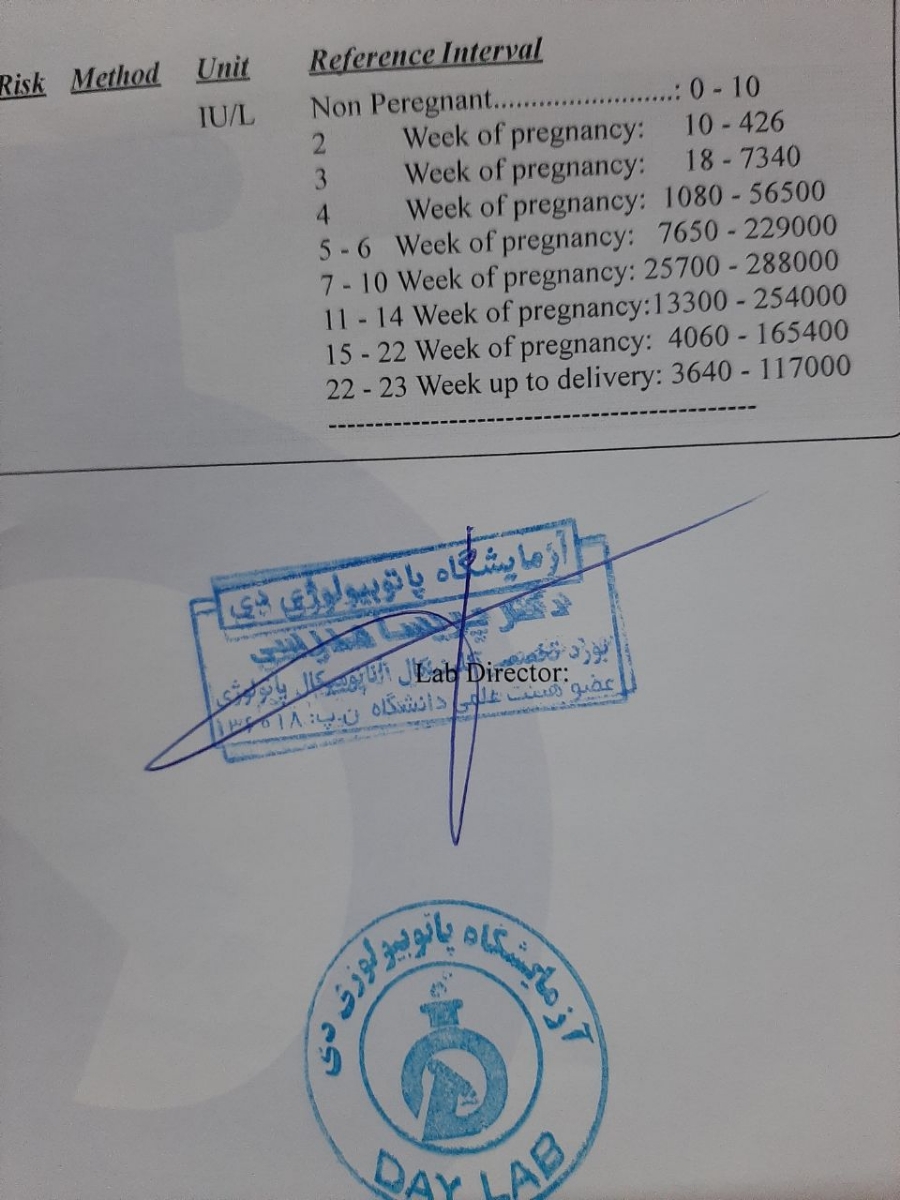 Risk Method Unit Reference Interval
IU/L Non Peregnant.........................: 0 - 10
2 Week of pregnancy: 10 - 426
3 Week of pregnancy: 18 - 7340
4 Week of pregnancy: 1080 - 56500
5 - 6 Week of pregnancy: 7650 - 229000
7 - 10 Week of pregnancy: 25700 - 288000
11 - 14 Week of pregnancy:13300 - 254000
15 - 22 Week of pregnancy: 4060 - 165400
22 - 23 Week up to delivery: 3640 - 117000
----------------------------------------------
آزمایشگاه پاتوبیولوژی دی
دکتر
بورد تخصصی پاتولوژی
Lab Director:
عضو هیئت علمی دانشگاه ن.پ:
آزمایشگاه پاتوبیولوژی دی
DAY LAB